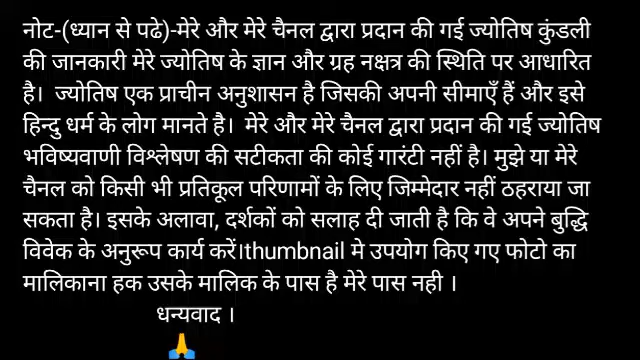 नोट-(ध्यान से पढे)-मेरे और मेरे चैनल द्वारा प्रदान की गई ज्योतिष कुंडली
की जानकारी मेरे ज्योतिष के ज्ञान और ग्रह नक्षत्र की स्थिति पर आधारित
है।  ज्योतिष एक प्राचीन अनुशासन है जिसकी अपनी सीमाएँ हैं और इसे
हिन्दु धर्म के लोग मानते है।  मेरे और मेरे चैनल द्वारा प्रदान की गई ज्योतिष
भविष्यवाणी विश्लेषण की सटीकता की कोई गारंटी नहीं है। मुझे या मेरे
चैनल को किसी भी प्रतिकूल परिणामों के लिए जिम्मेदार नहीं ठहराया जा
सकता है। इसके अलावा, दर्शकों को सलाह दी जाती है कि वे अपने बुद्धि
विवेक के अनुरूप कार्य करें।thumbnail मे उपयोग किए गए फोटो का
मालिकाना हक उसके मालिक के पास है मेरे पास नही ।
धन्यवाद ।
🙏